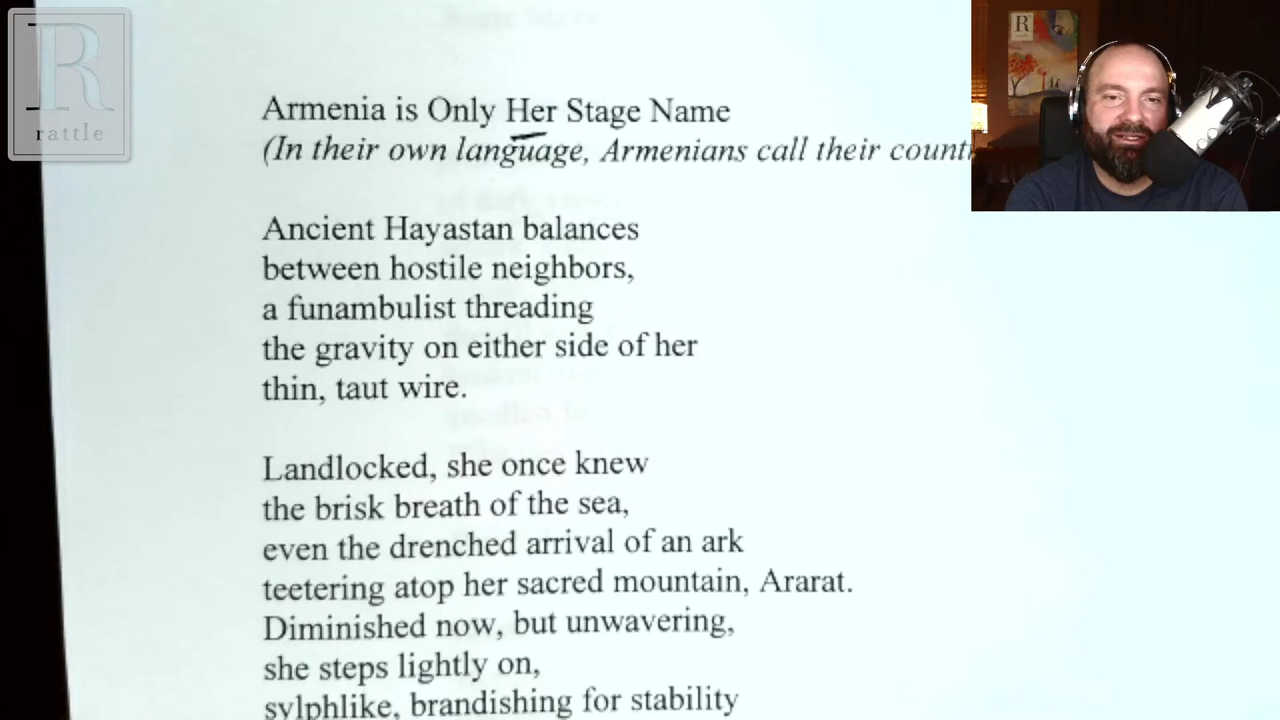 R
rattle
R
Armenia is Only Her Stage Name
(In their own language, Armenians call their
Ancient Hayastan balances
between hostile neighbors,
a funambulist threading
the gravity on either side of her
thin, taut wire.
Landlocked, she once knew
the brisk breath of the sea,
even the drenched arrival of an ark
teetering atop her sacred mountain, Ararat.
Diminished now, but unwavering,
she steps lightly on,
sylphlike, brandishing for stability